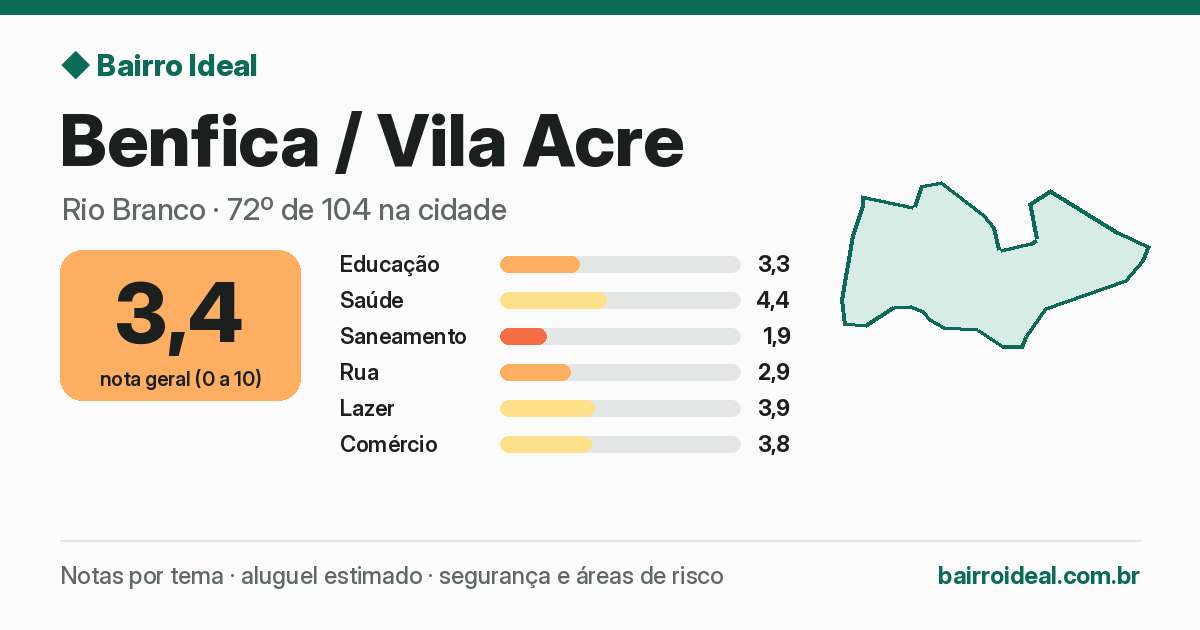 Bairro Ideal
Benfica / Vila Acre
Rio Branco · 72º de 104 na cidade
3,4
nota geral (0 a 10)
Educação 3,3
Saúde 4,4
Saneamento 1,9
Rua 2,9
Lazer 3,9
Comércio 3,8
Notas por tema · aluguel estimado · segurança e áreas de risco
bairroideal.com.br